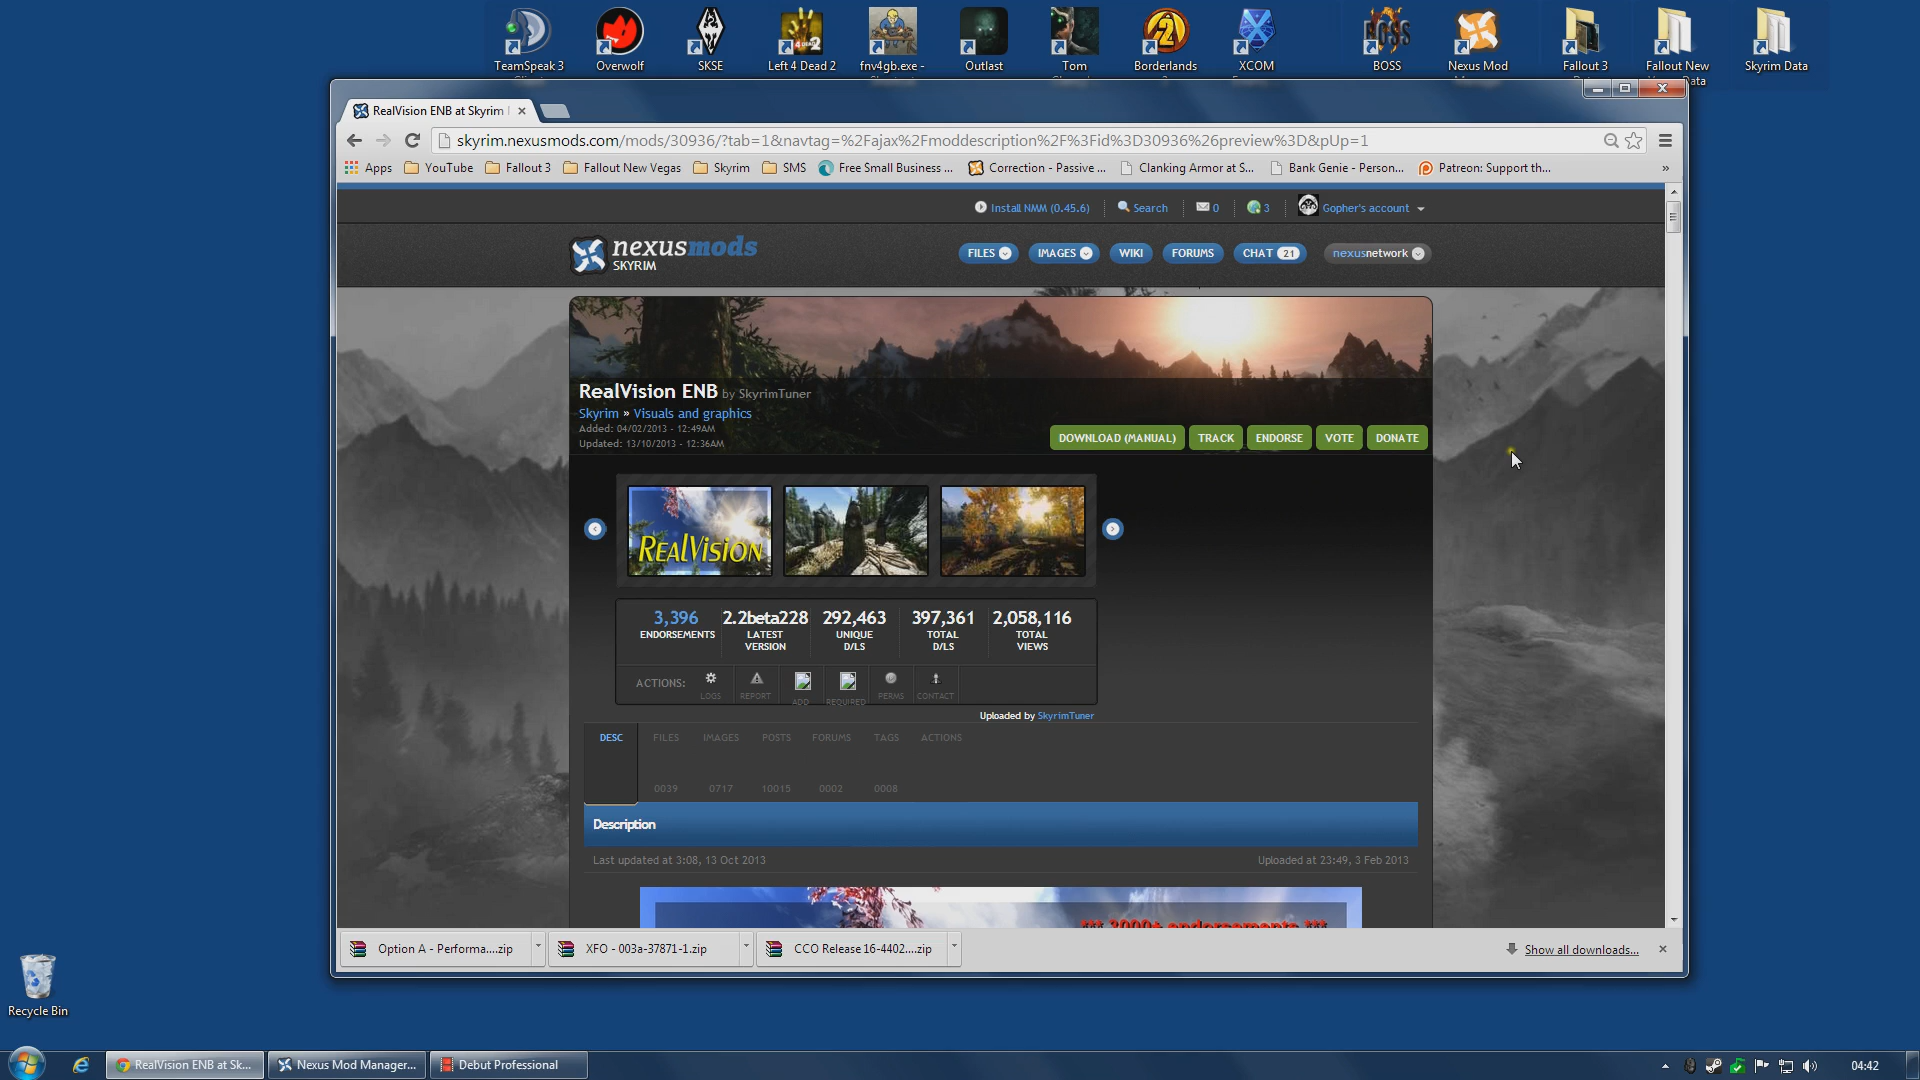 TeamSpeak 3
Overwolf
SKSE
Left 4 Dead 2
fnv4gb.exe -
Outlast
Tom
Borderlands
XCOM
BOSS
Nexus Mod
Fallout 3
Fallout New
Skyrim Data
RealVision ENB at Skyrim
skyrim.nexusmods.com/mods/30936/?tab=1&navtag=%2Fajax%2Fmoddescription%2F%3Fid%3D30936%26preview%3D&pUp=1
Apps YouTube Fallout 3 Fallout New Vegas Skyrim SMS Free Small Business ... Correction - Passive ... Clanking Armor at S... Bank Genie - Person... Patreon: Support th... »
Install NMM (0.45.6) Search 0 3 Gopher's account
nexusmods
SKYRIM
FILES IMAGES WIKI FORUMS CHAT 21 nexusnetwork
RealVision ENB by SkyrimTuner
Skyrim » Visuals and graphics
Added: 04/02/2013 - 12:49AM
Updated: 13/10/2013 - 12:36AM
DOWNLOAD (MANUAL) TRACK ENDORSE VOTE DONATE
REALVISION
3,396 2.2beta228 292,463 397,361 2,058,116
ENDORSEMENTS LATEST UNIQUE TOTAL TOTAL
VERSION D/LS D/LS VIEWS
ACTIONS: LOGS REPORT ADD REQUIRED PERMS CONTACT
Uploaded by SkyrimTuner
DESC FILES IMAGES POSTS FORUMS TAGS ACTIONS
0039 0717 10015 0002 0008
Description
Last updated at 3:08, 13 Oct 2013 Uploaded at 23:49, 3 Feb 2013
*** 3000+ endorsements ***
Option A - Performa....zip XFO - 003a-37871-1.zip CCO Release 16-4402....zip Show all downloads...
Recycle Bin
RealVision ENB at Sk... Nexus Mod Manager... Debut Professional 04:42